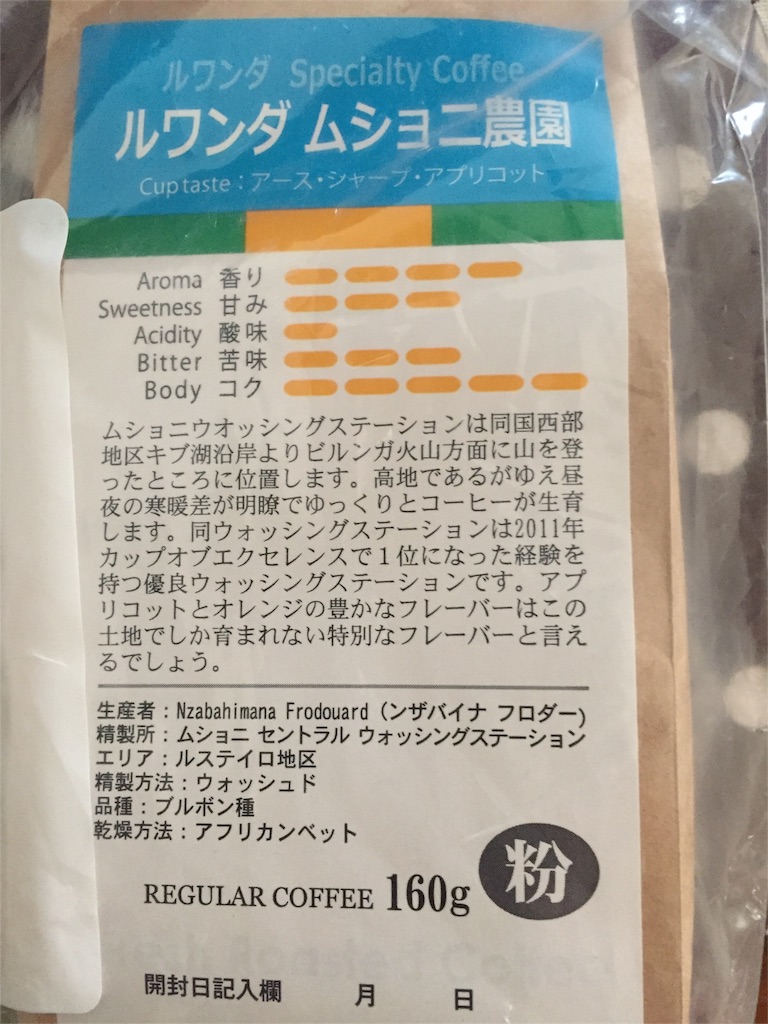 ルワンダ Specialty Coffee
ルワンダ ムショニ農園
Cup taste：アース・シャープ・アプリコット
Aroma 香り
Sweetness 甘み
Acidity 酸味
Bitter 苦味
Body コク
ムショニウオッシングステーションは同国西部
地区キブ湖沿岸よりビルンガ火山方面に山を登
ったところに位置します。高地であるがゆえ昼
夜の寒暖差が明瞭でゆっくりとコーヒーが生育
します。同ウォッシングステーションは2011年
カップオブエクセレンスで１位になった経験を
持つ優良ウォッシングステーションです。アプ
リコットとオレンジの豊かなフレーバーはこの
土地でしか育まれない特別なフレーバーと言え
るでしょう。
生産者：Nzabahimana Frodouard（ンザバイナ フロダー)
精製所：ムショニ セントラル ウォッシングステーション
エリア：ルステイロ地区
精製方法：ウォッシュド
品種：ブルボン種
乾燥方法：アフリカンベット
REGULAR COFFEE 160g 粉
開封日記入欄 月 日